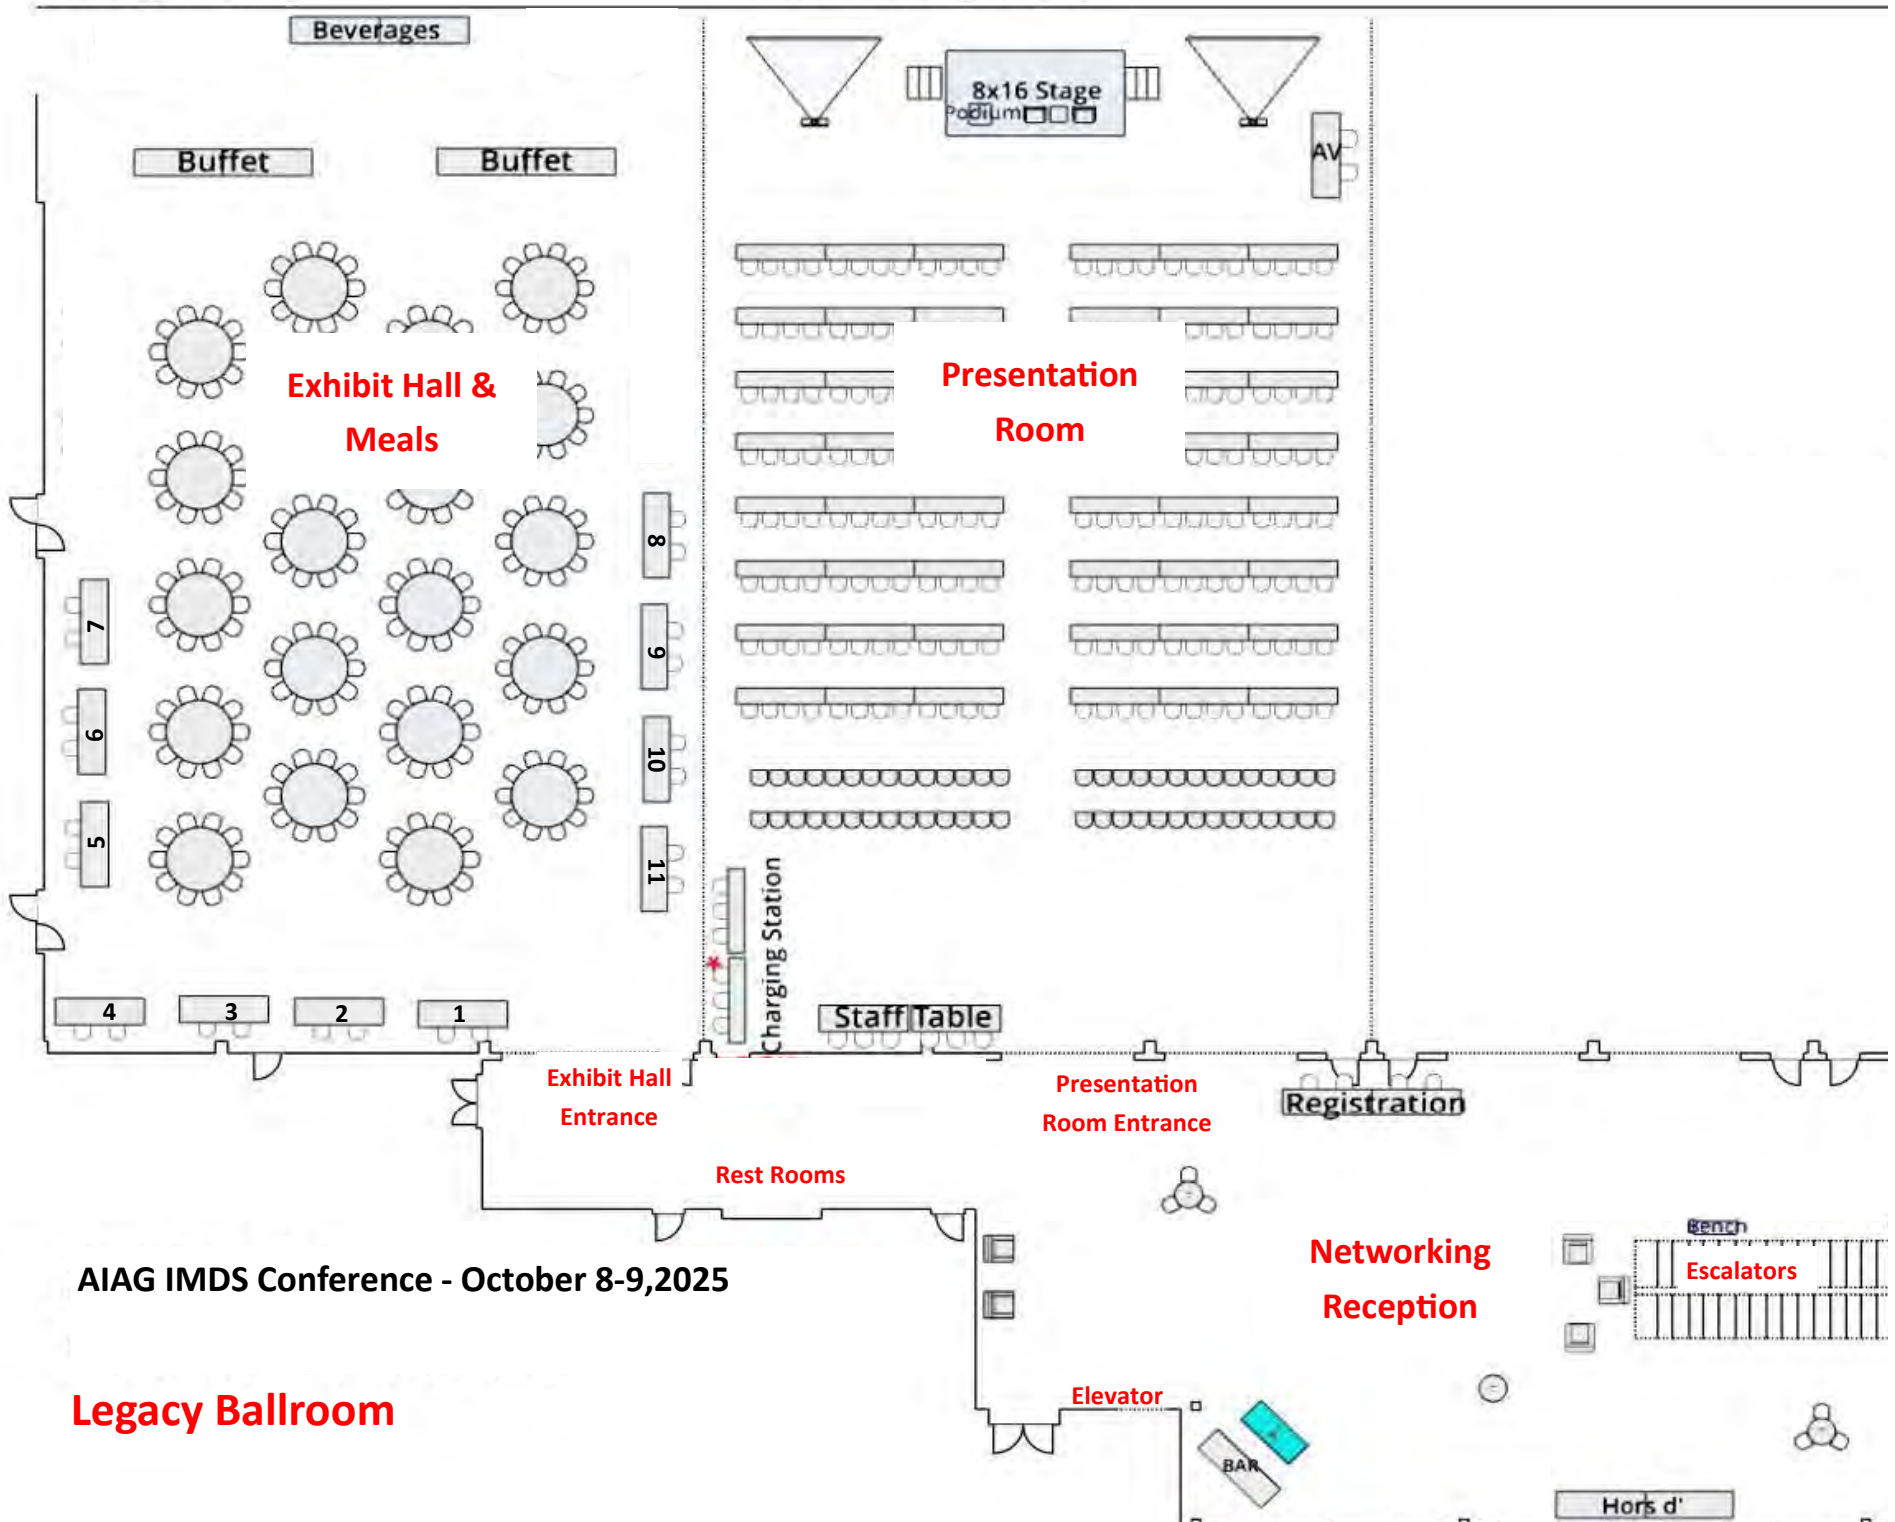 Beverages
8x16 Stage
Podium
AV
Buffet
Buffet
Exhibit Hall &
Meals
Presentation
Room
8
7
9
6
10
5
11
Charging Station
4
3
2
1
Staff Table
Exhibit Hall
Entrance
Presentation
Room Entrance
Registration
Rest Rooms
Bench
Networking
Reception
Escalators
AIAG IMDS Conference - October 8-9,2025
Legacy Ballroom
Elevator
BAR
Hors d'